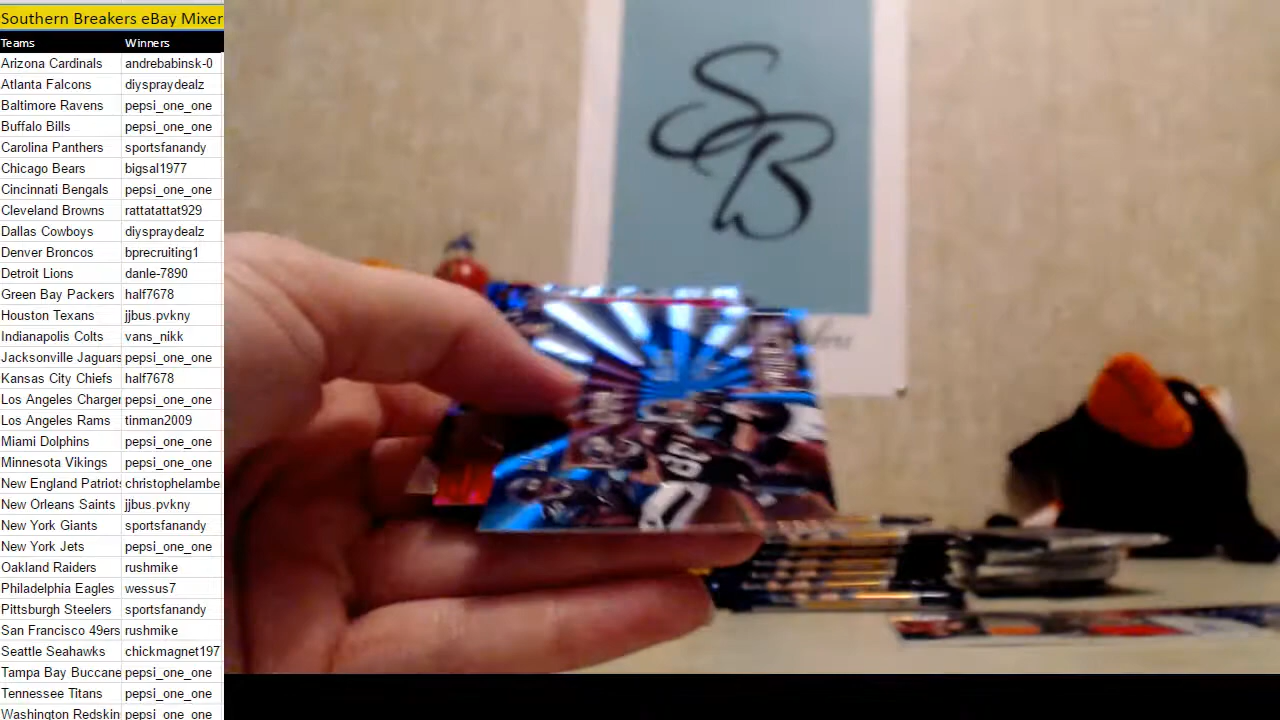 Southern Breakers eBay Mixer
Teams Winners
Arizona Cardinals andrebabinsk-0
Atlanta Falcons diyspraydealz
Baltimore Ravens pepsi_one_one
Buffalo Bills pepsi_one_one
Carolina Panthers sportsfanandy
Chicago Bears bigsal1977
Cincinnati Bengals pepsi_one_one
Cleveland Browns rattatattat929
Dallas Cowboys diyspraydealz
Denver Broncos bprecruiting1
Detroit Lions danle-7890
Green Bay Packers half7678
Houston Texans jjbus.pvkny
Indianapolis Colts vans_nikk
Jacksonville Jaguars pepsi_one_one
Kansas City Chiefs half7678
Los Angeles Charger pepsi_one_one
Los Angeles Rams tinman2009
Miami Dolphins pepsi_one_one
Minnesota Vikings pepsi_one_one
New England Patriots christophelambe
New Orleans Saints jjbus.pvkny
New York Giants sportsfanandy
New York Jets pepsi_one_one
Oakland Raiders rushmike
Philadelphia Eagles wessus7
Pittsburgh Steelers sportsfanandy
San Francisco 49ers rushmike
Seattle Seahawks chickmagnet197
Tampa Bay Buccane pepsi_one_one
Tennessee Titans pepsi_one_one
Washington Redskin pepsi_one_one
SB